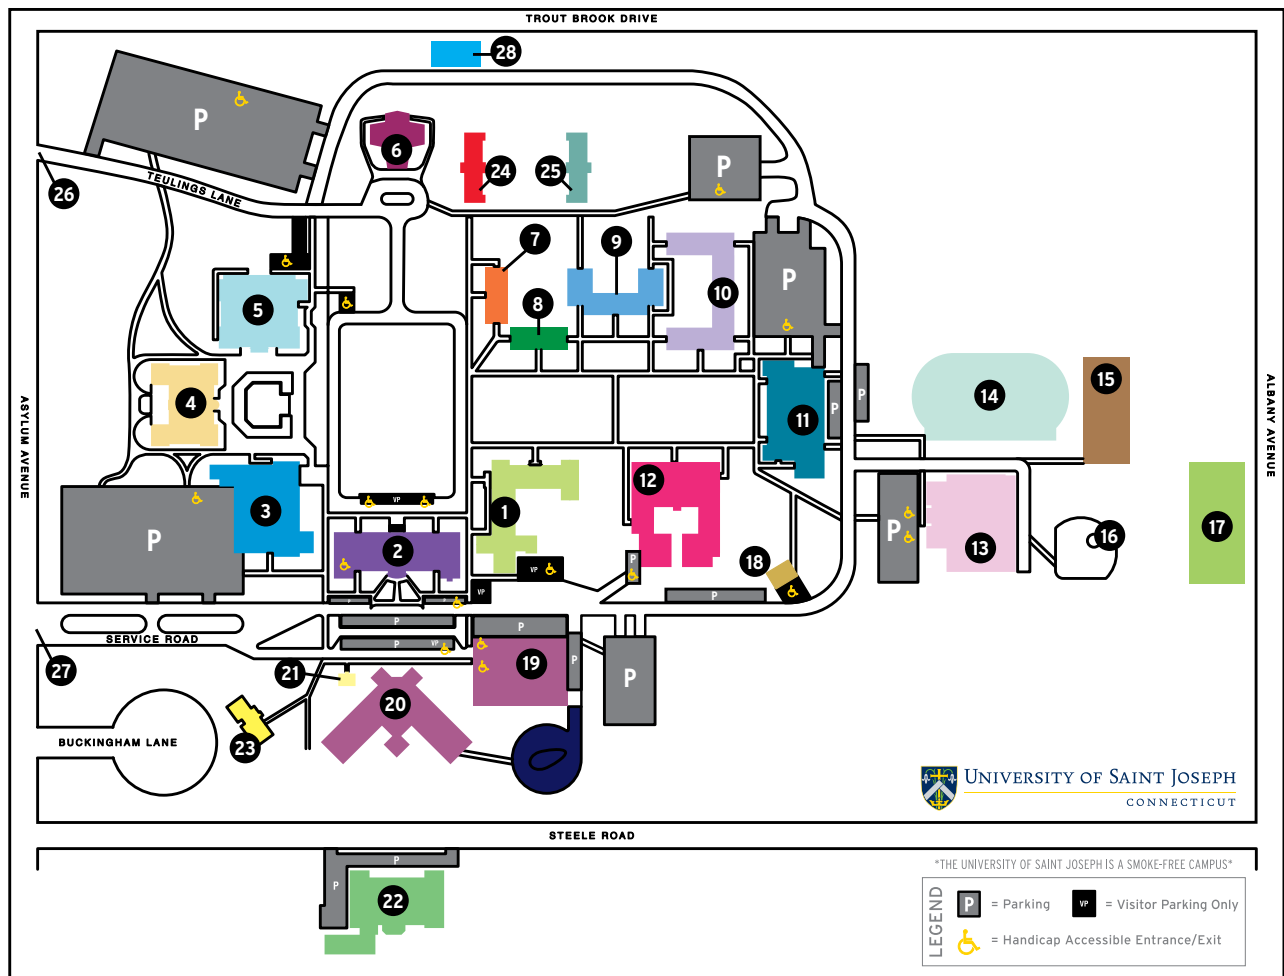 TROUT BROOK DRIVE
28
P
6
24
25
P
26
TEULINGS LANE
7
9
8
10
P
5
4
ASYLUM AVENUE
ALBANY AVENUE
14
15
P
P
11
12
VP
1
3
P
2
P
13
16
17
18
VP
P
VP
P
P
P
P
P
SERVICE ROAD
P
VP
19
P
P
27
21
20
23
BUCKINGHAM LANE
UNIVERSITY OF SAINT JOSEPH
CONNECTICUT
STEELE ROAD
P
P
22
*THE UNIVERSITY OF SAINT JOSEPH IS A SMOKE-FREE CAMPUS*
LEGEND
P = Parking
VP = Visitor Parking Only
= Handicap Accessible Entrance/Exit